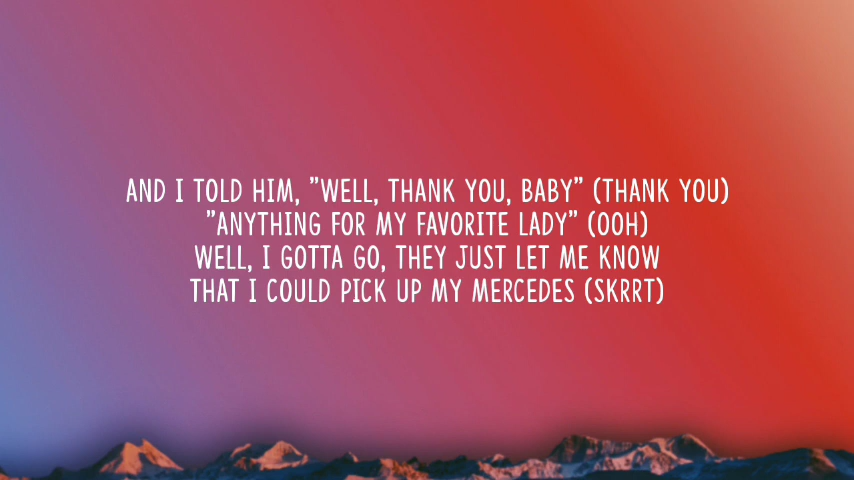 AND I TOLD HIM, "WELL, THANK YOU, BABY" (THANK YOU)
"ANYTHING FOR MY FAVORITE LADY" (OOH)
WELL, I GOTTA GO, THEY JUST LET ME KNOW
THAT I COULD PICK UP MY MERCEDES (SKRRT)